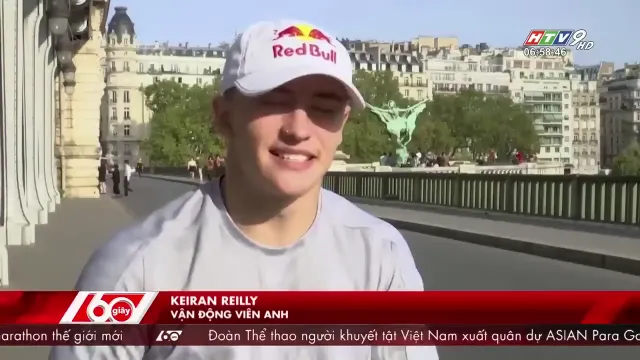 HTV9 HD
06:58:46
Red Bull
60 giây
KEIRAN REILLY
VẬN ĐỘNG VIÊN ANH
arathon thế giới mới 60 Đoàn Thể thao người khuyết tật Việt Nam xuất quân dự ASIAN Para Ga